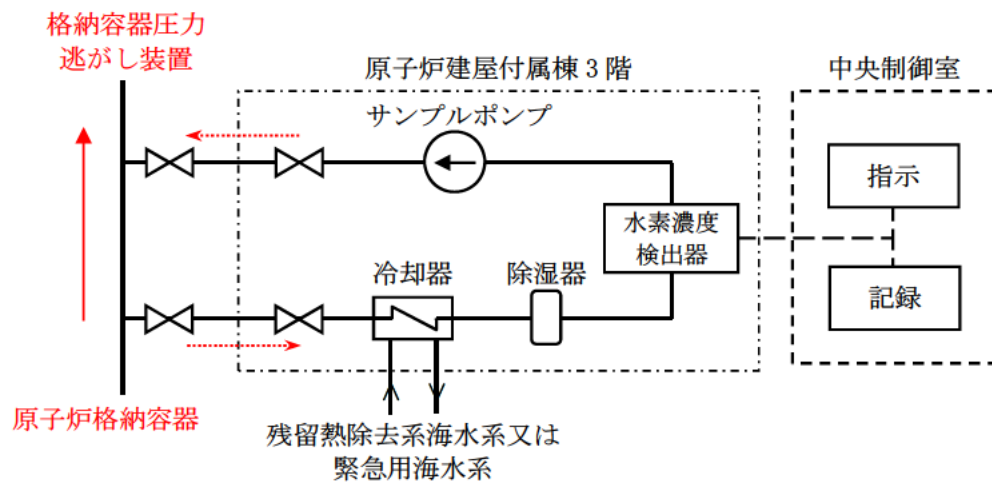 格納容器圧力
逃がし装置
原子炉建屋付属棟3階
中央制御室
サンプルポンプ
指示
水素濃度
検出器
冷却器
除湿器
記録
原子炉格納容器
残留熱除去系海水系又は
緊急用海水系